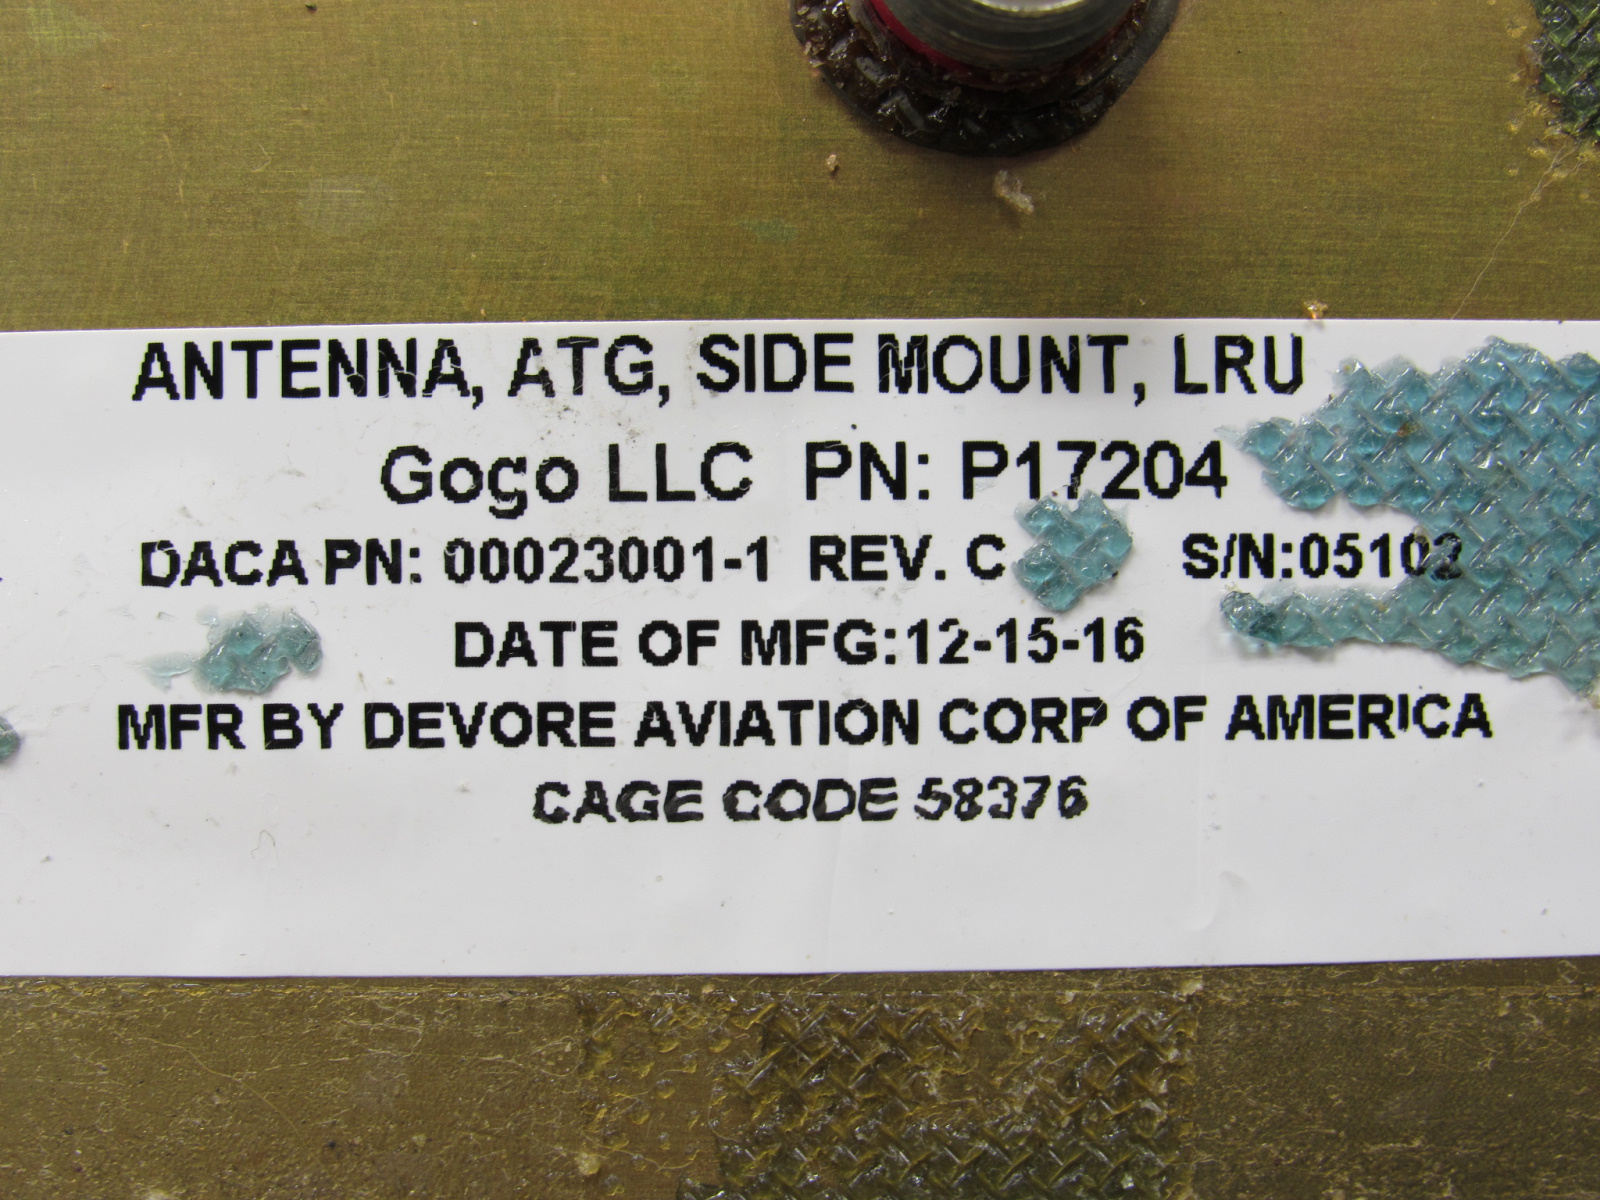 ANTENNA, ATG, SIDE MOUNT, LRU
Gogo LLC PN: P17204
DACA PN: 00023001-1 REV. C S/N:05102
DATE OF MFG:12-15-16
MFR BY DEVORE AVIATION CORP OF AMERICA
CAGE CODE 58376